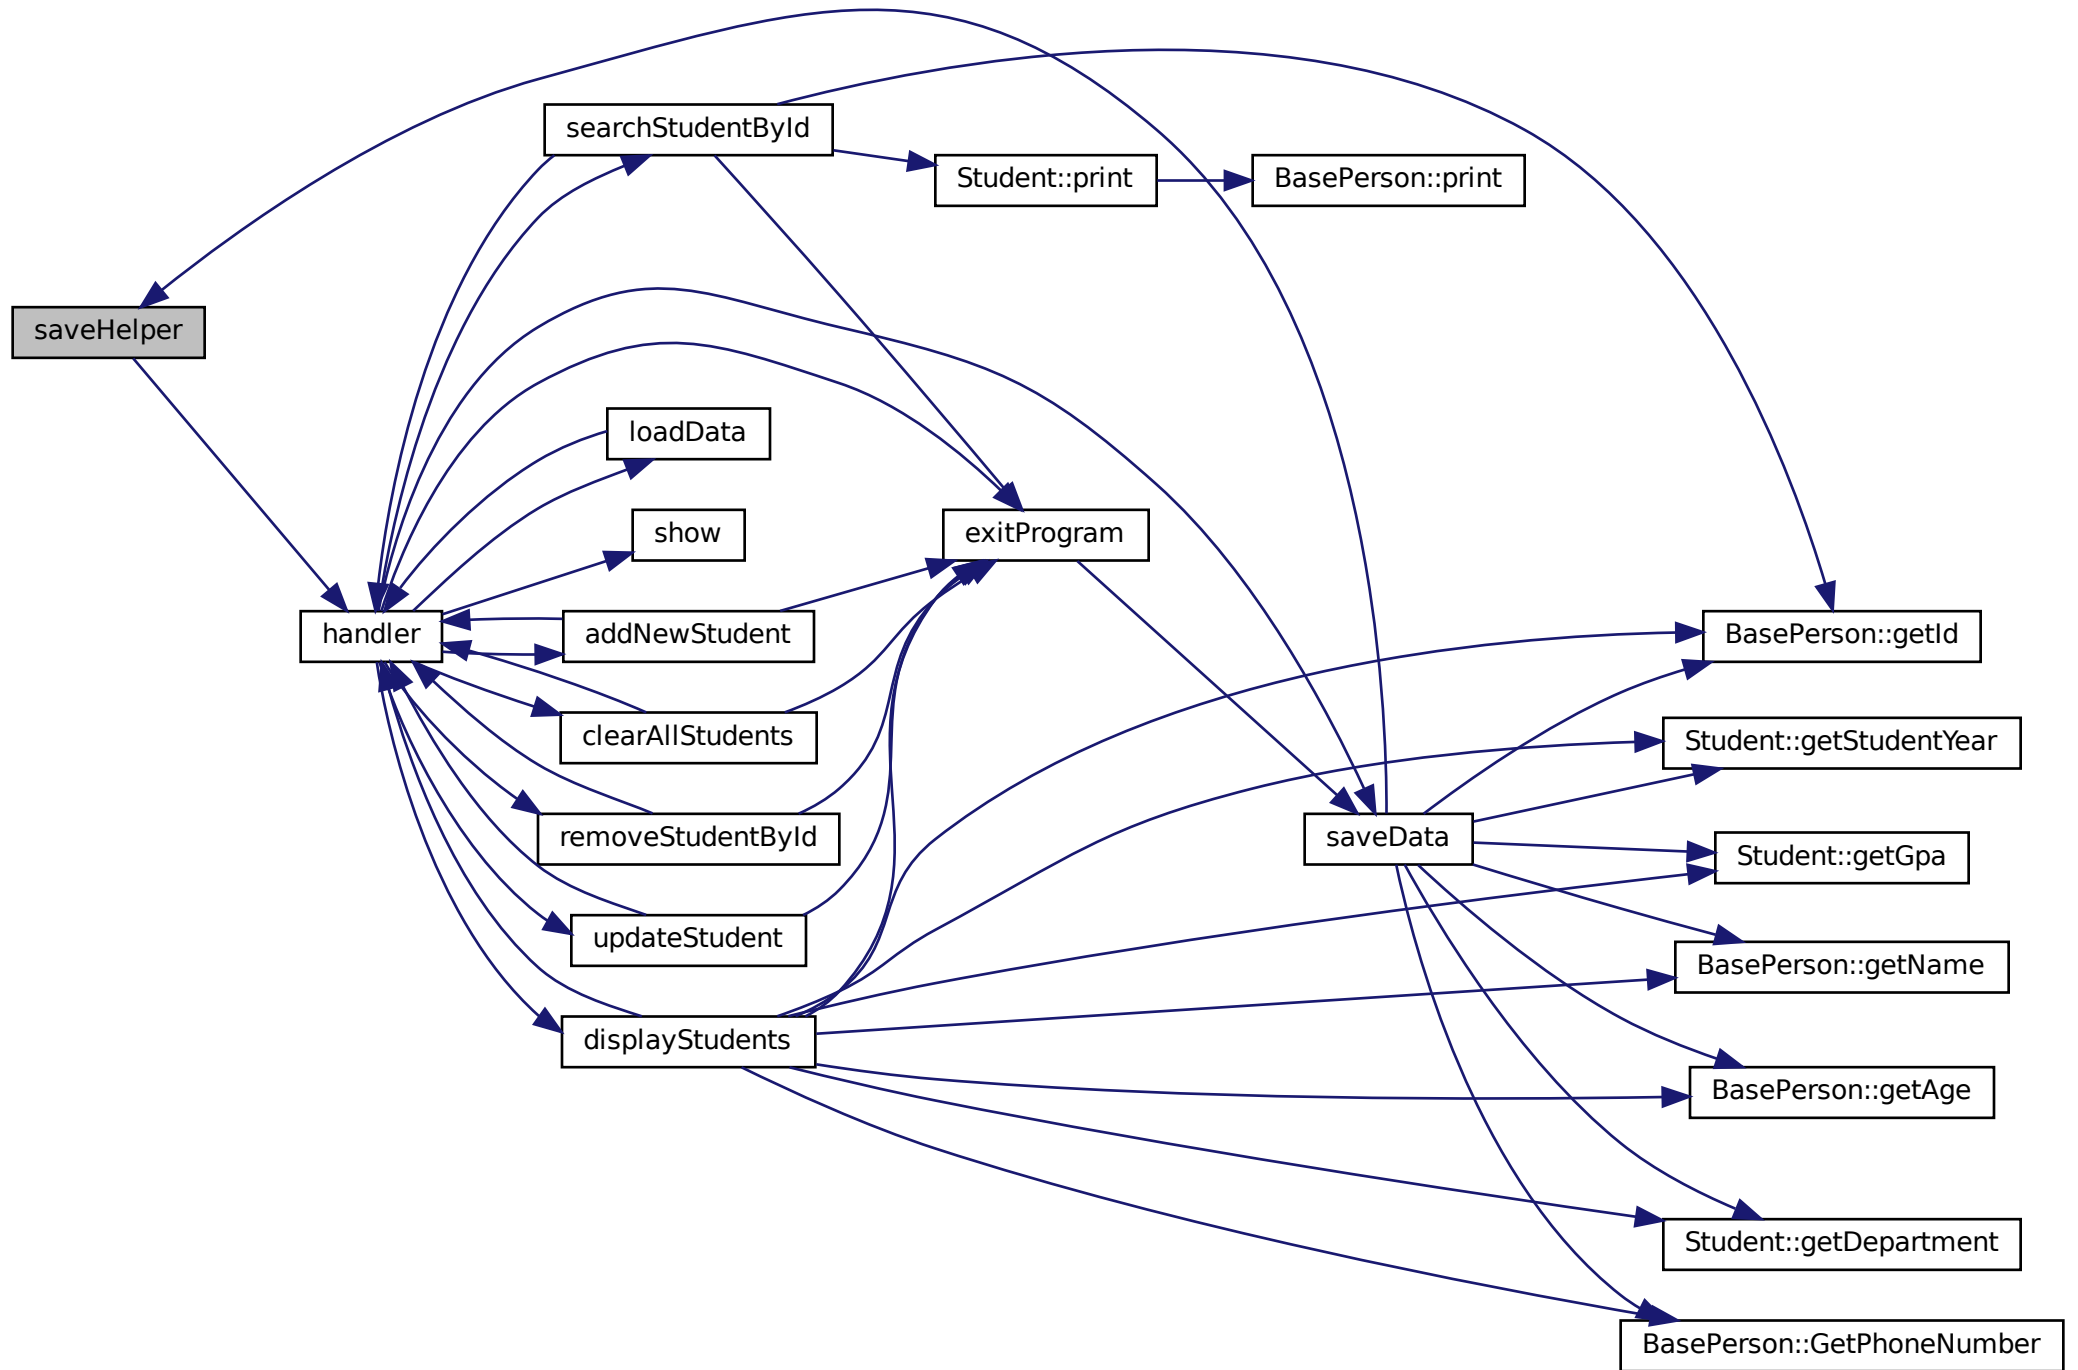 searchStudentById
Student::print
BasePerson::print
saveHelper
loadData
show
exitProgram
handler
addNewStudent
BasePerson::getId
clearAllStudents
Student::getStudentYear
removeStudentById
saveData
Student::getGpa
updateStudent
BasePerson::getName
displayStudents
BasePerson::getAge
Student::getDepartment
BasePerson::GetPhoneNumber